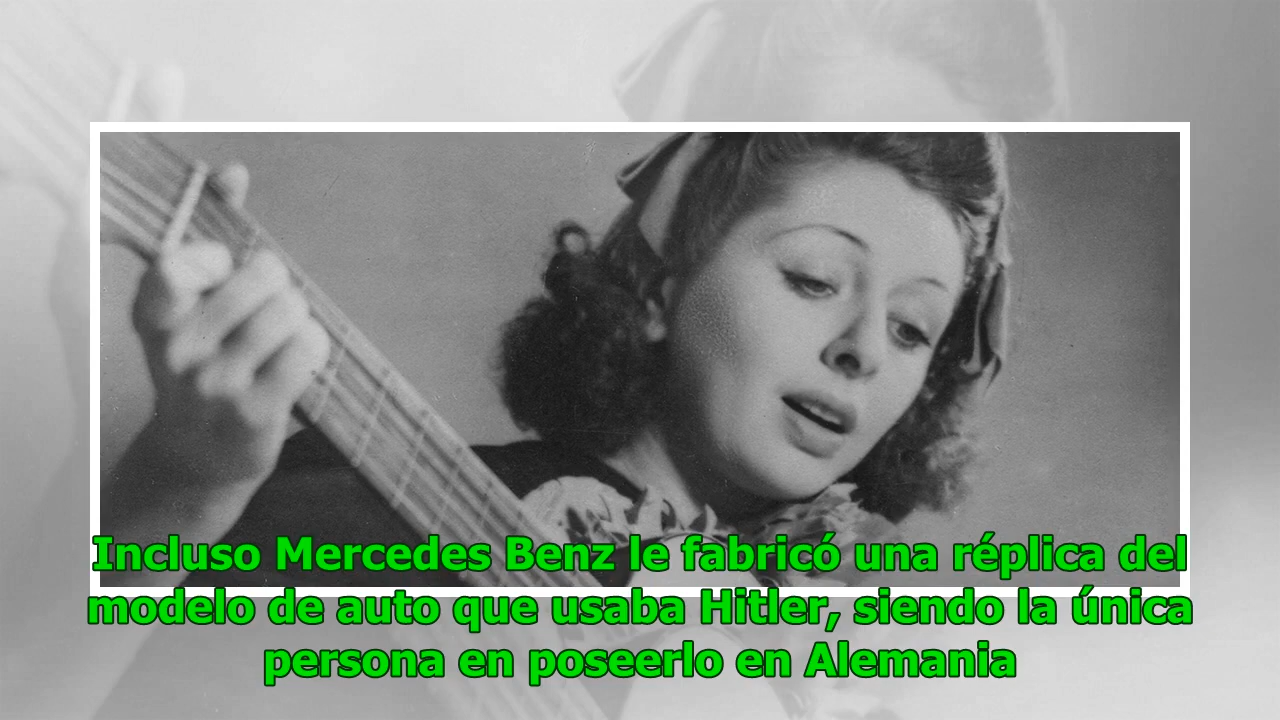 Incluso Mercedes Benz le fabricó una réplica del
modelo de auto que usaba Hitler, siendo la única
persona en poseerlo en Alemania